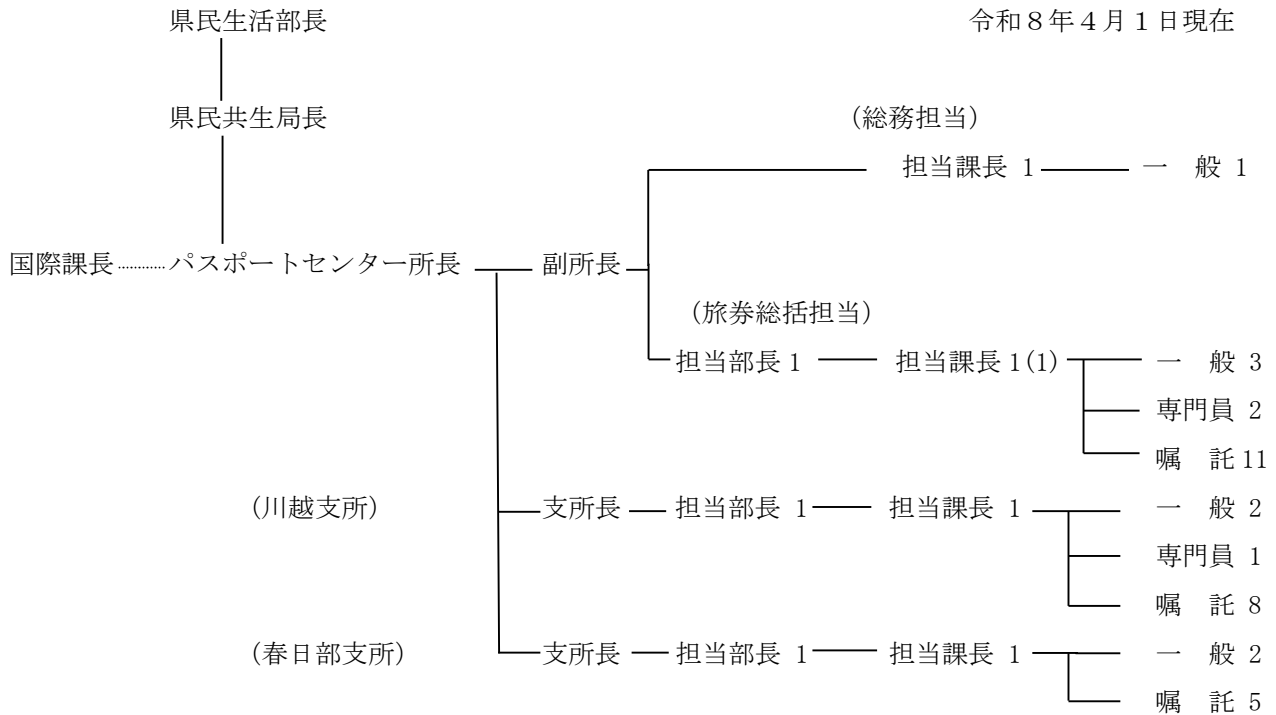 県民生活部長 令和８年４月１日現在
県民共生局長 （総務担当）
担当課長 1 一 般 1
国際課長 パスポートセンター所長 副所長
（旅券総括担当）
担当部長 1 担当課長 1(1) 一 般 3
専門員 2
嘱 託 11
（川越支所） 支所長 担当部長 1 担当課長 1 一 般 2
専門員 1
嘱 託 8
（春日部支所） 支所長 担当部長 1 担当課長 1 一 般 2
嘱 託 5